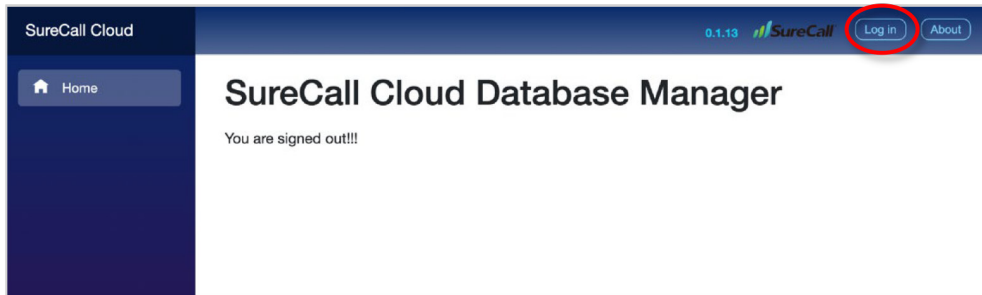 SureCall Cloud
0.1.13 SureCall Log in About
Home
SureCall Cloud Database Manager
You are signed out!!!